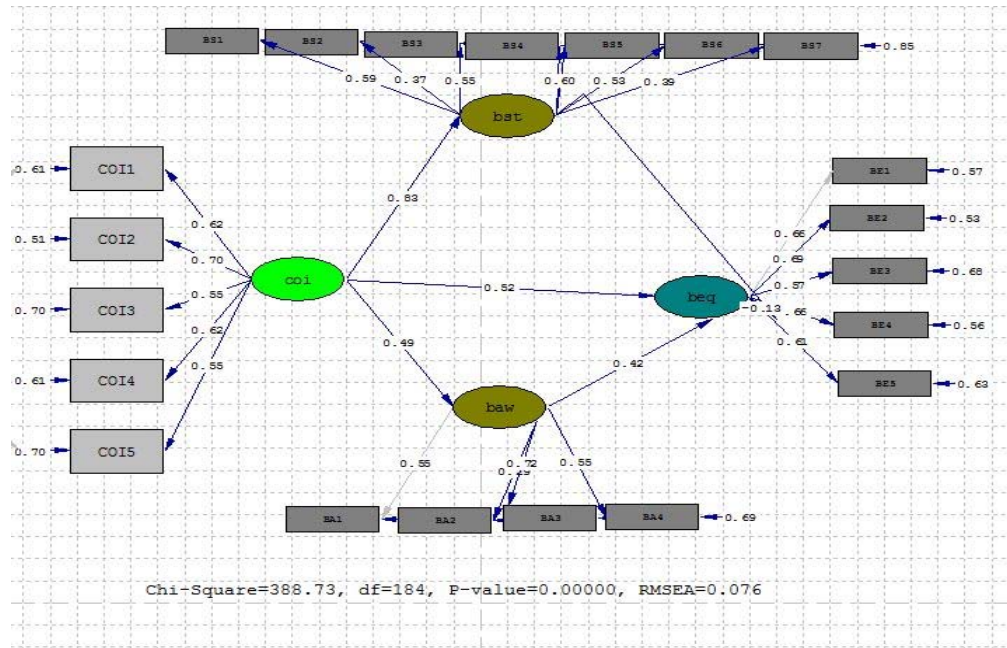 BS1 BS2 BS3 BS4 BS5 BS6 BS7 0.85
0.59 0.37 0.55 0.60 0.53 0.39
bst
0.61 COI1
0.83
BE1 0.57
0.62
0.51 COI2
BE2 0.53
0.70
0.66
0.69
coi
0.55
0.57
BE3 0.68
0.70 COI3
0.52
beq
-0.13
0.66
BE4 0.56
0.62
0.49
0.61
0.61 COI4
0.55
0.42
BE5 0.63
baw
0.70 COI5
0.55 0.72 0.55
BA1 BA2 BA3 BA4 0.69
Chi-Square=388.73, df=184, P-value=0.00000, RMSEA=0.076